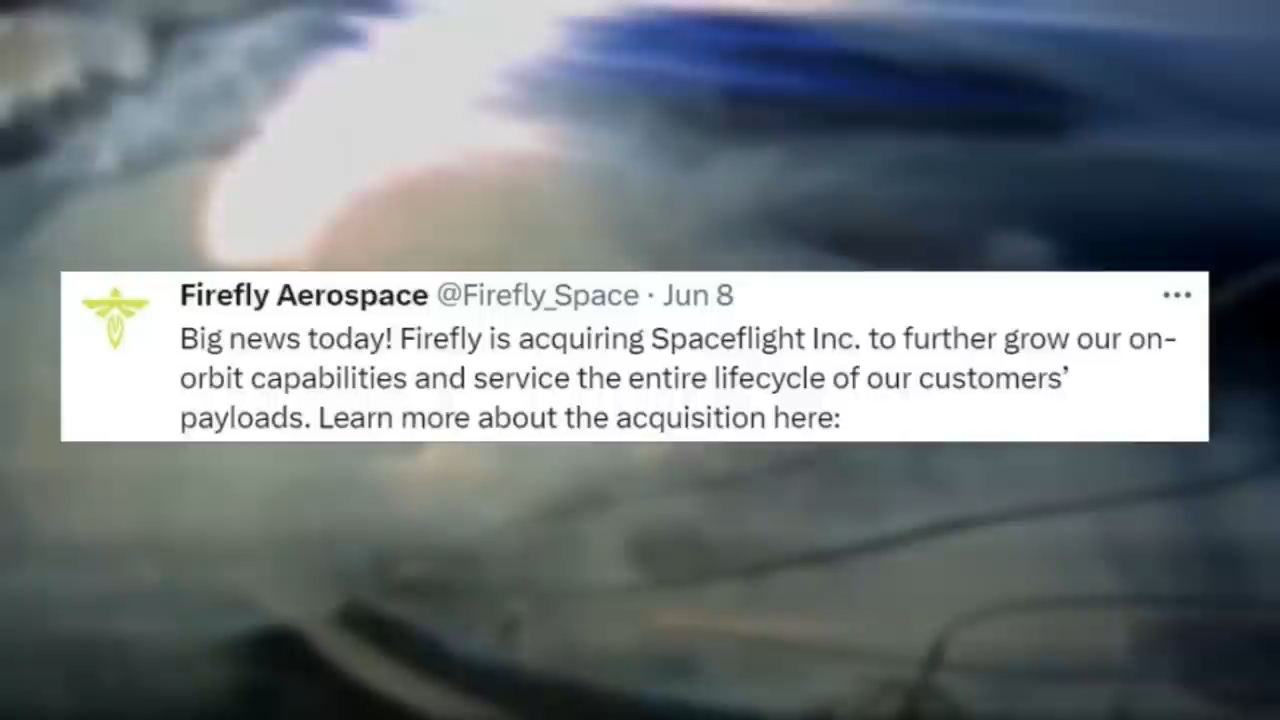 Firefly Aerospace @Firefly_Space · Jun 8
Big news today! Firefly is acquiring Spaceflight Inc. to further grow our on-
orbit capabilities and service the entire lifecycle of our customers’
payloads. Learn more about the acquisition here: